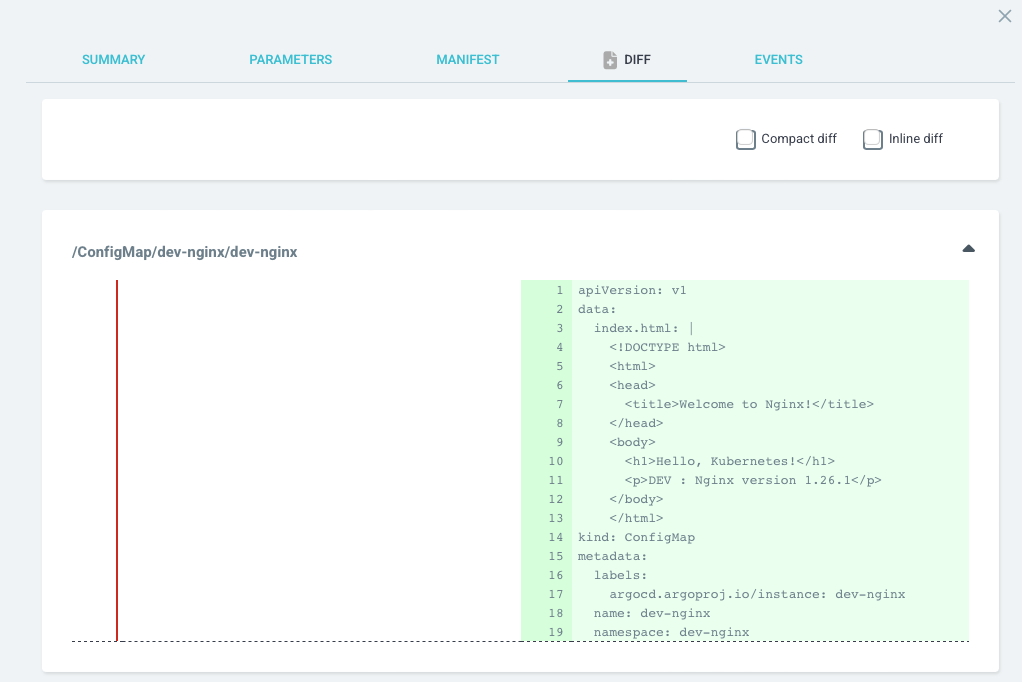 SUMMARY PARAMETERS MANIFEST DIFF EVENTS
Compact diff Inline diff
/ConfigMap/dev-nginx/dev-nginx
1 apiVersion: v1
2 data:
3   index.html: |
4     <!DOCTYPE html>
5     <html>
6     <head>
7       <title>Welcome to Nginx!</title>
8     </head>
9     <body>
10       <h1>Hello, Kubernetes!</h1>
11       <p>DEV : Nginx version 1.26.1</p>
12     </body>
13     </html>
14 kind: ConfigMap
15 metadata:
16   labels:
17     argocd.argoproj.io/instance: dev-nginx
18   name: dev-nginx
19   namespace: dev-nginx